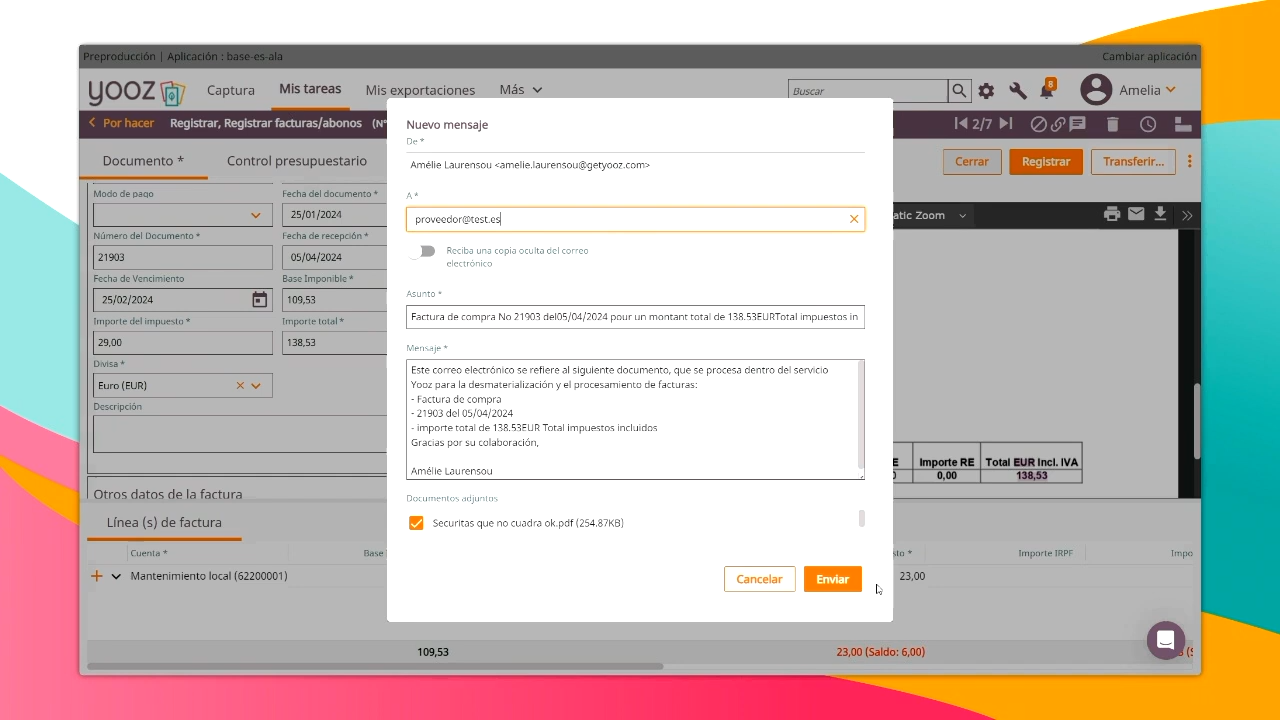 Preproducción | Aplicación : base-es-ala
Cambiar aplicación
yooz
Captura
Mis tareas
Mis exportaciones
Más
Buscar
8
Amelia
Por hacer
Registrar, Registrar facturas/abonos
2/7
Documento *
Control presupuestario
Cerrar
Registrar
Transferir...
Modo de pago
Fecha del documento *
25/01/2024
Número del Documento *
Fecha de recepción *
21903
05/04/2024
Fecha de Vencimiento
Base Imponible *
25/02/2024
109,53
Importe del impuesto *
Importe total *
29,00
138,53
Divisa *
Euro (EUR)
Descripción
Otros datos de la factura
Nuevo mensaje
De *
Amélie Laurensou <amelie.laurensou@getyooz.com>
A *
proveedor@test.es
Reciba una copia oculta del correo
electrónico
Asunto *
Factura de compra No 21903 del05/04/2024 pour un montant total de 138.53EURTotal impuestos in
Mensaje *
Este correo electrónico se refiere al siguiente documento, que se procesa dentro del servicio
Yooz para la desmaterialización y el procesamiento de facturas:
- Factura de compra
- 21903 del 05/04/2024
- importe total de 138.53EUR Total impuestos incluidos
Gracias por su colaboración,
Amélie Laurensou
Documentos adjuntos
Securitas que no cuadra ok.pdf (254.87KB)
Cancelar
Enviar
atic Zoom
E
Importe RE
Total EUR Incl. IVA
0,00
138,53
Línea (s) de factura
Cuenta *
Base
sto *
Importe IRPF
Impo
Mantenimiento local (62200001)
23,00
109,53
23,00 (Saldo: 6,00)